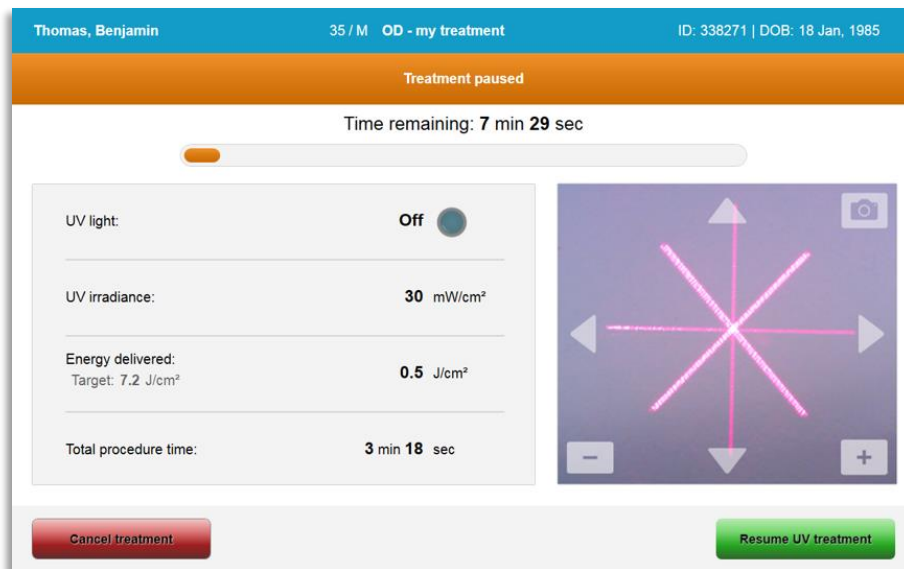 Thomas, Benjamin 35 / M OD - my treatment ID: 338271 | DOB: 18 Jan, 1985
Treatment paused
Time remaining: 7 min 29 sec
UV light: Off
UV irradiance: 30 mW/cm²
Energy delivered:
Target: 7.2 J/cm² 0.5 J/cm²
Total procedure time: 3 min 18 sec
Cancel treatment Resume UV treatment